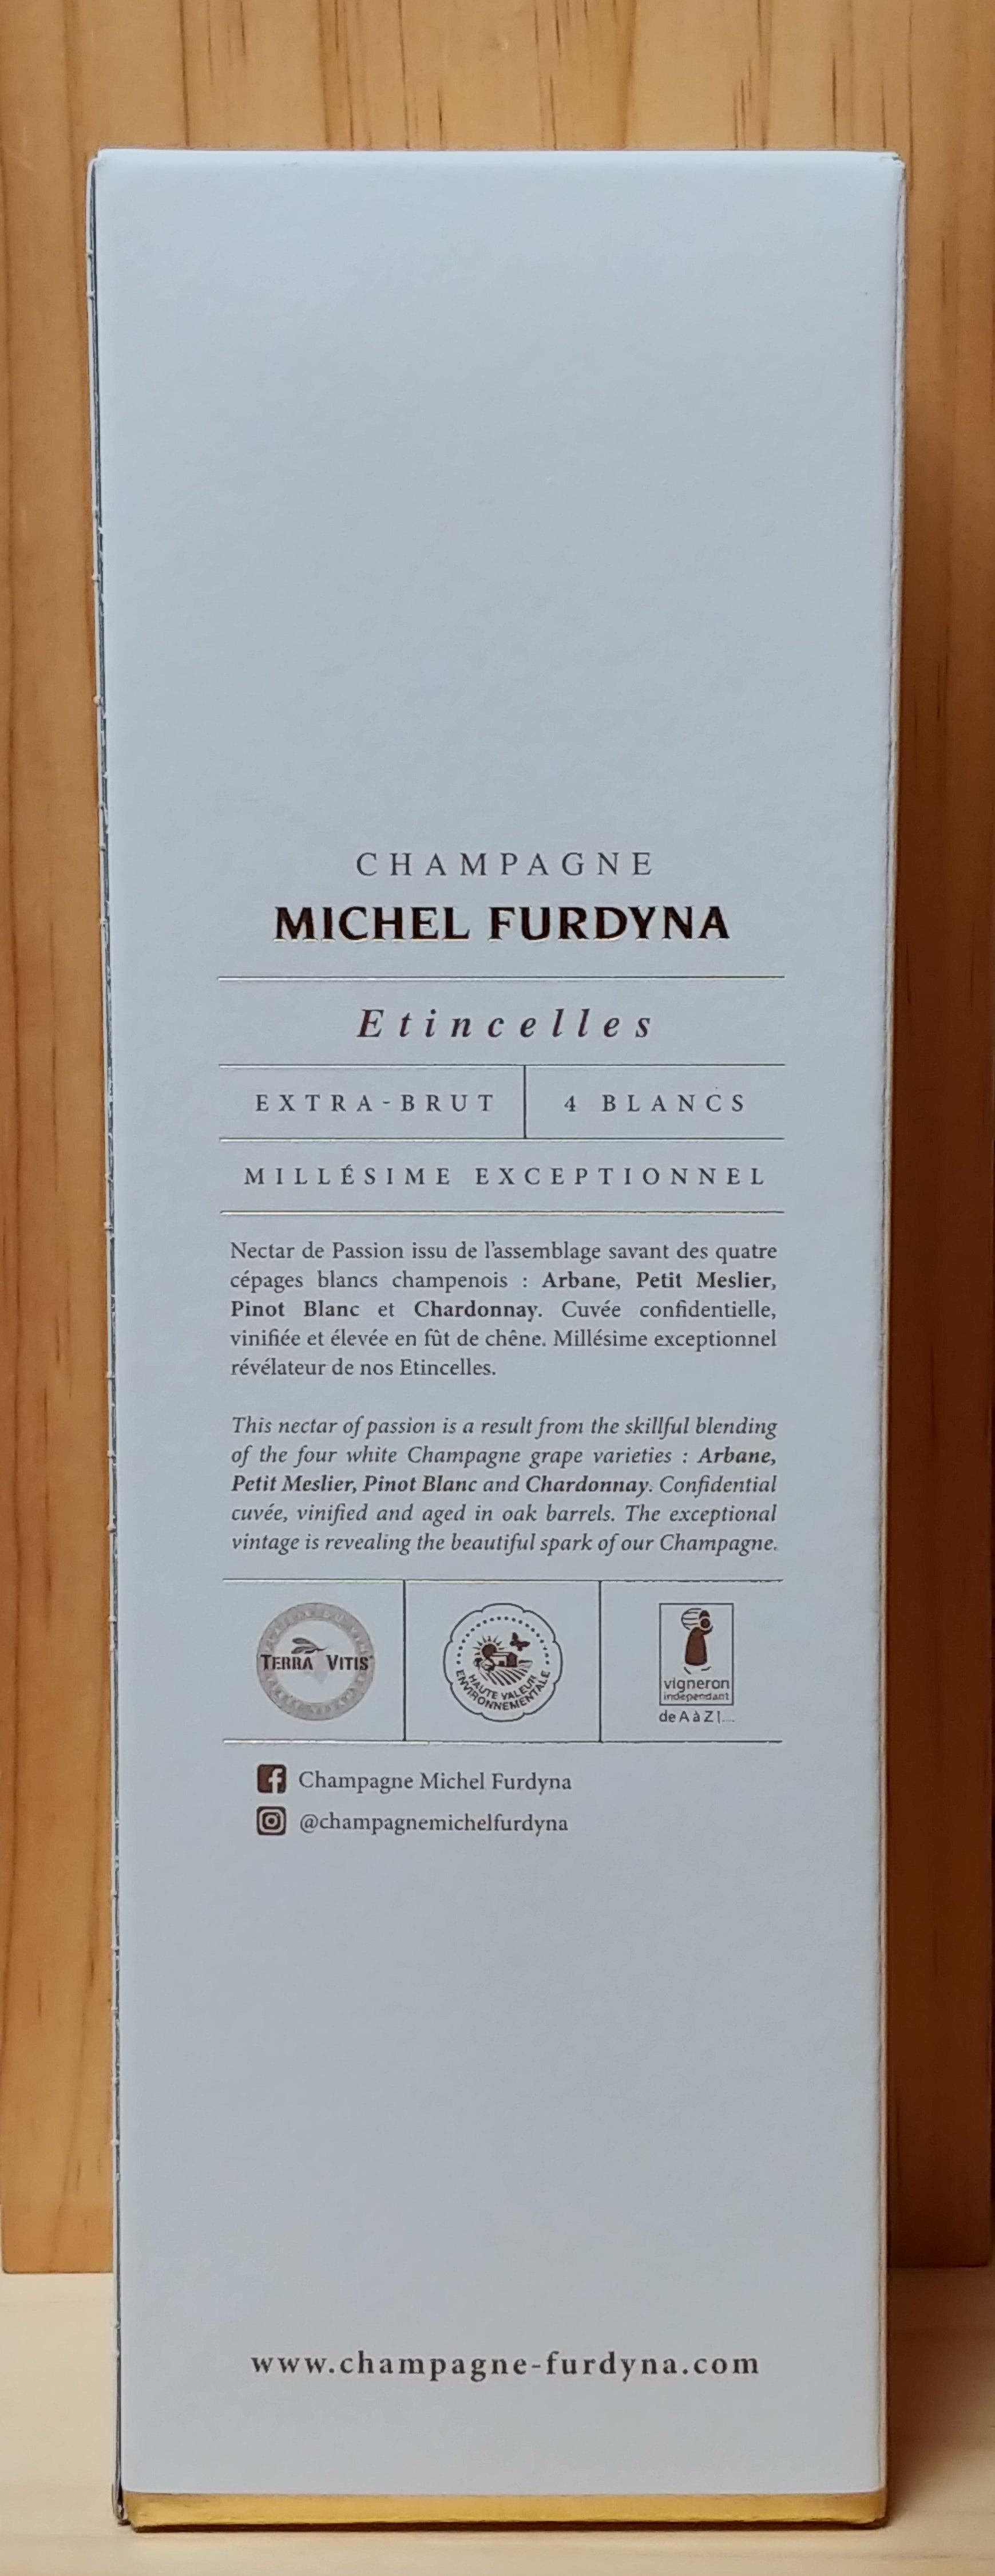 CHAMPAGNE
MICHEL FURDYNA
Etincelles
EXTRA-BRUT
4 BLANCS
MILLÉSIME EXCEPTIONNEL
Nectar de Passion issu de l'assemblage savant des quatre
cépages blancs champenois : Arbane, Petit Meslier,
Pinot Blanc et Chardonnay. Cuvée confidentielle,
vinifiée et élevée en fût de chêne. Millésime exceptionnel
révélateur de nos Etincelles.
This nectar of passion is a result from the skillful blending
of the four white Champagne grape varieties : Arbane,
Petit Meslier, Pinot Blanc and Chardonnay. Confidential
cuvée, vinified and aged in oak barrels. The exceptional
vintage is revealing the beautiful spark of our Champagne.
TERRA VITIS
HAUTE VALEUR
ENVIRONNEMENTALE
vigneron
indépendant
de A à Z !...
Champagne Michel Furdyna
@champagnemichelfurdyna
www.champagne-furdyna.com